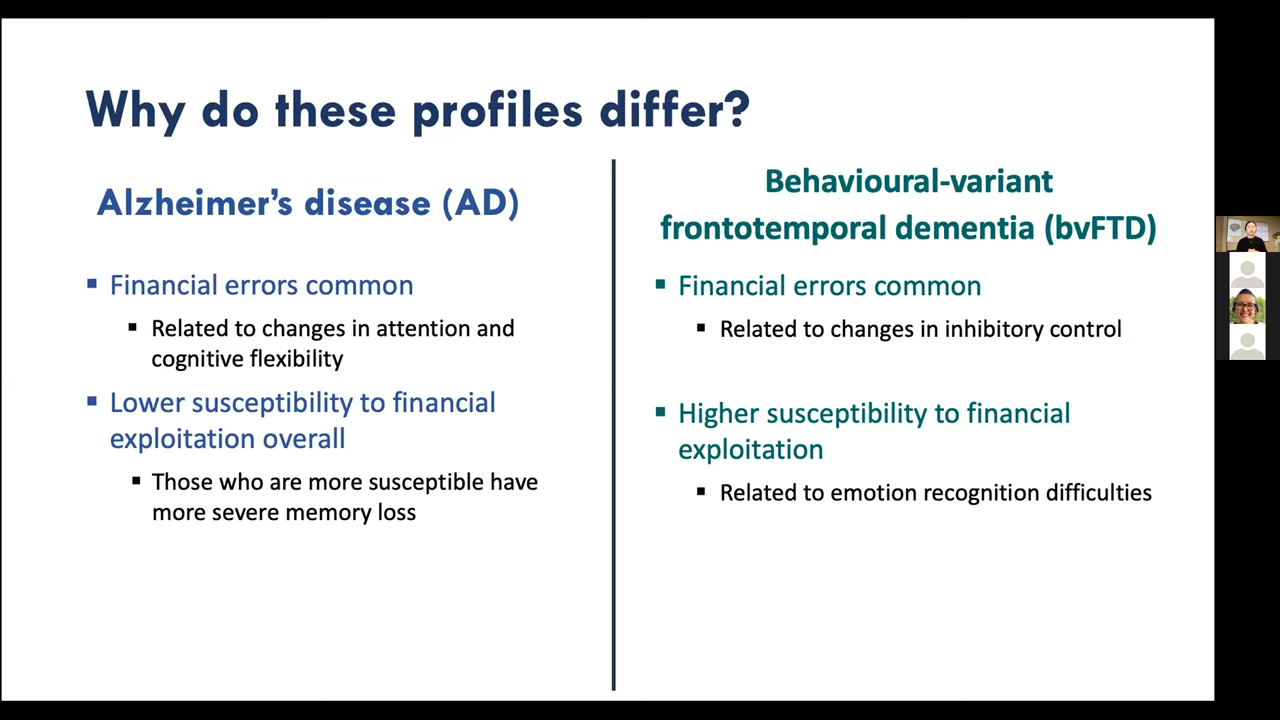 Why do these profiles differ?
Alzheimer’s disease (AD)
▪ Financial errors common
▪ Related to changes in attention and
cognitive flexibility
▪ Lower susceptibility to financial
exploitation overall
▪ Those who are more susceptible have
more severe memory loss
Behavioural-variant
frontotemporal dementia (bvFTD)
▪ Financial errors common
▪ Related to changes in inhibitory control
▪ Higher susceptibility to financial
exploitation
▪ Related to emotion recognition difficulties